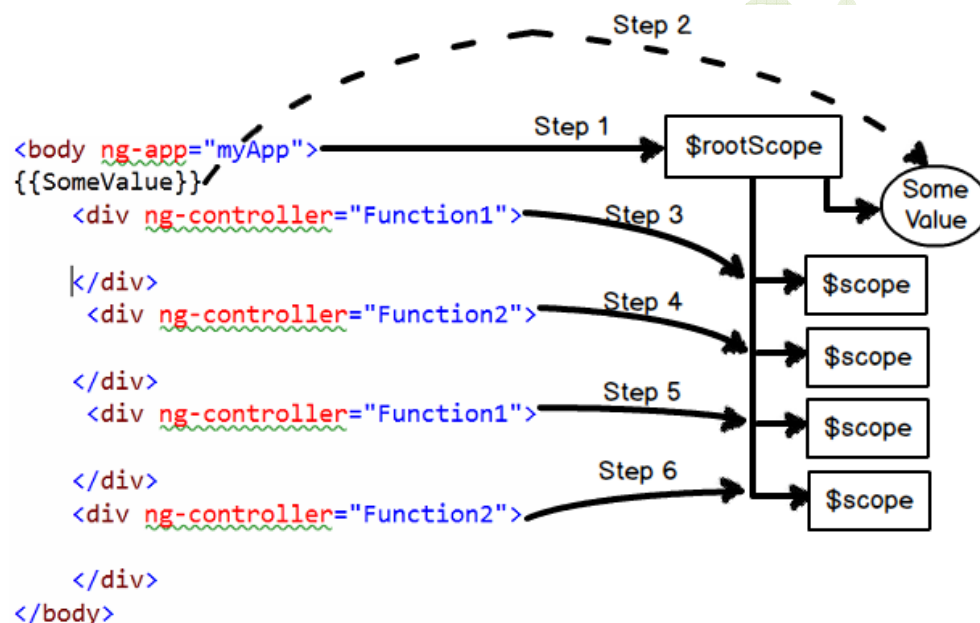 Step 2
Step 1
<body ng-app="myApp">
$rootScope
{{SomeValue}}
Some
Value
<div ng-controller="Function1">
Step 3
</div>
$scope
<div ng-controller="Function2">
Step 4
$scope
</div>
<div ng-controller="Function1">
Step 5
$scope
</div>
Step 6
$scope
<div ng-controller="Function2">
</div>
</body>